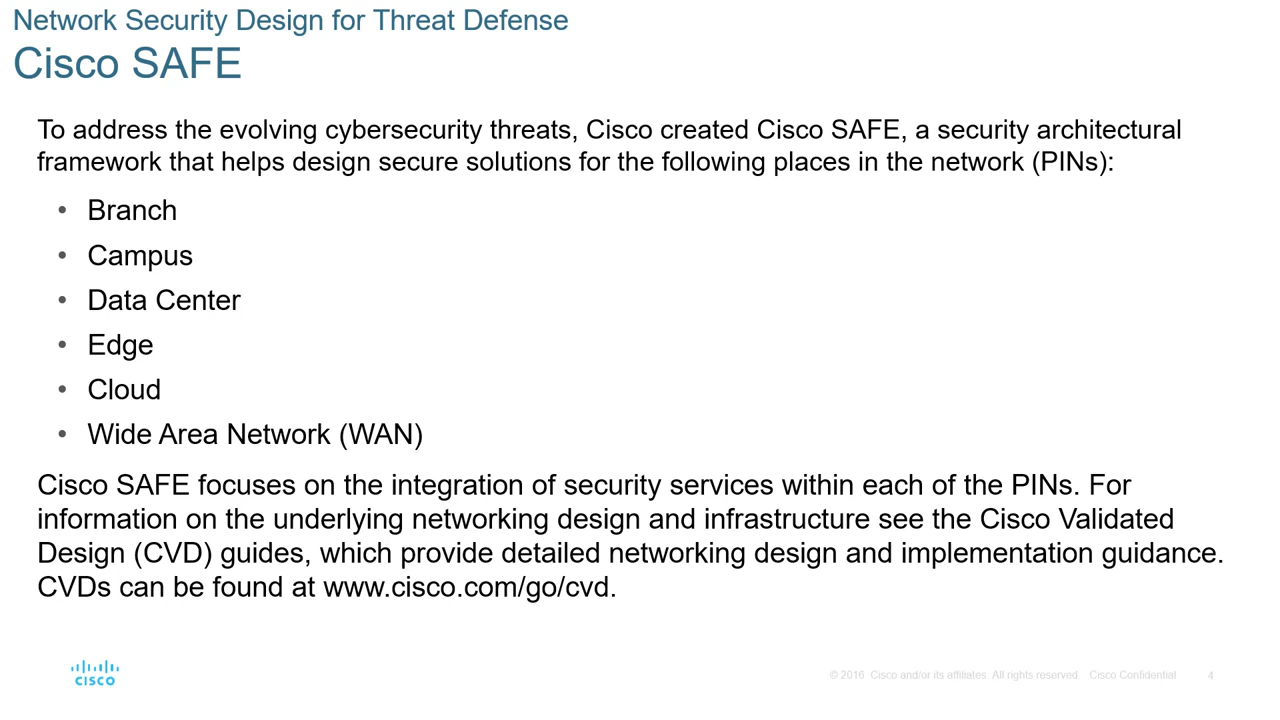 Network Security Design for Threat Defense
Cisco SAFE
To address the evolving cybersecurity threats, Cisco created Cisco SAFE, a security architectural
framework that helps design secure solutions for the following places in the network (PINs):
• Branch
• Campus
• Data Center
• Edge
• Cloud
• Wide Area Network (WAN)
Cisco SAFE focuses on the integration of security services within each of the PINs. For
information on the underlying networking design and infrastructure see the Cisco Validated
Design (CVD) guides, which provide detailed networking design and implementation guidance.
CVDs can be found at www.cisco.com/go/cvd.
CISCO
© 2016 Cisco and/or its affiliates. All rights reserved. Cisco Confidential 4